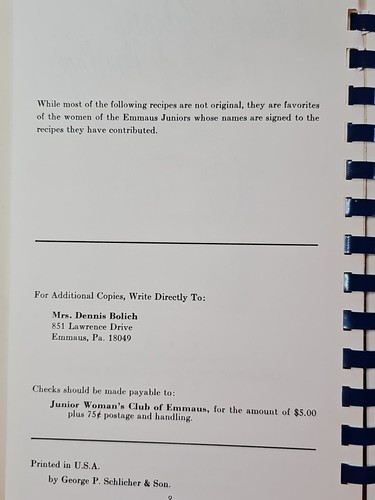 While most of the following recipes are not original, they are favorites
of the women of the Emmaus Juniors whose names are signed to the
recipes they have contributed.
For Additional Copies, Write Directly To:
Mrs. Dennis Bolich
851 Lawrence Drive
Emmaus, Pa. 18049
Checks should be made payable to:
Junior Woman's Club of Emmaus, for the amount of $5.00
plus 75¢ postage and handling.
Printed in U.S.A.
by George P. Schlicher & Son.